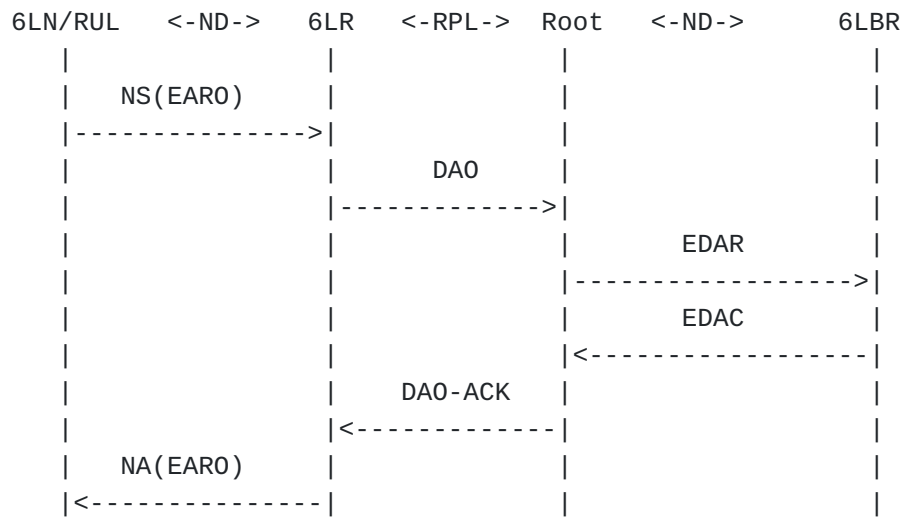 6LN/RUL <-ND-> 6LR <-RPL-> Root <-ND-> 6LBR
NS(EARO)
DAO
EDAR
EDAC
DAO-ACK
NA(EARO)